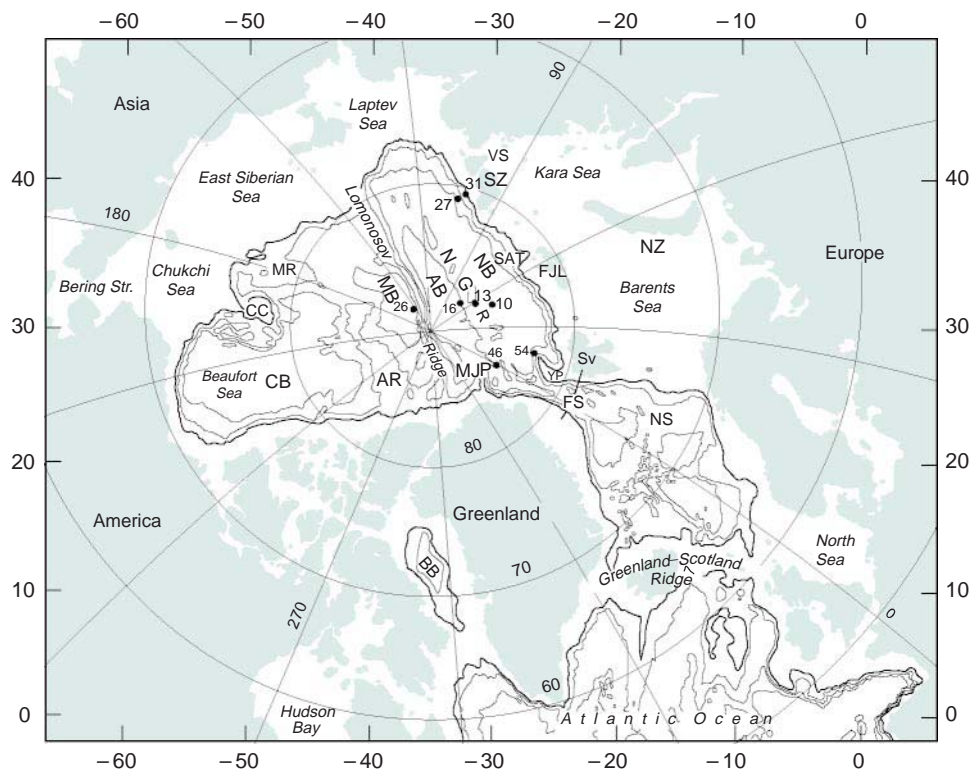 −60 −50 −40 −30 −20 −10 0
Asia
Laptev
Sea
90
VS
Kara Sea
East Siberian
Sea
31 SZ
27
40
40
180
Lomonosov
Ridge
NZ
Europe
N
G
R
NB
SAT
FJL
Chukchi
Sea
MR
AB
MB
Bering Str.
Barents
Sea
26
16
13
10
CC
30
30
46
54
Sv
Beaufort
Sea
CB
AR
MJP
YP
FS
NS
80
20
20
America
Greenland
North
Sea
BB
70
Greenland–Scotland
Ridge
10
10
270
0
60
0
0
Hudson
Bay
Atlantic Ocean
−60 −50 −40 −30 −20 −10 0